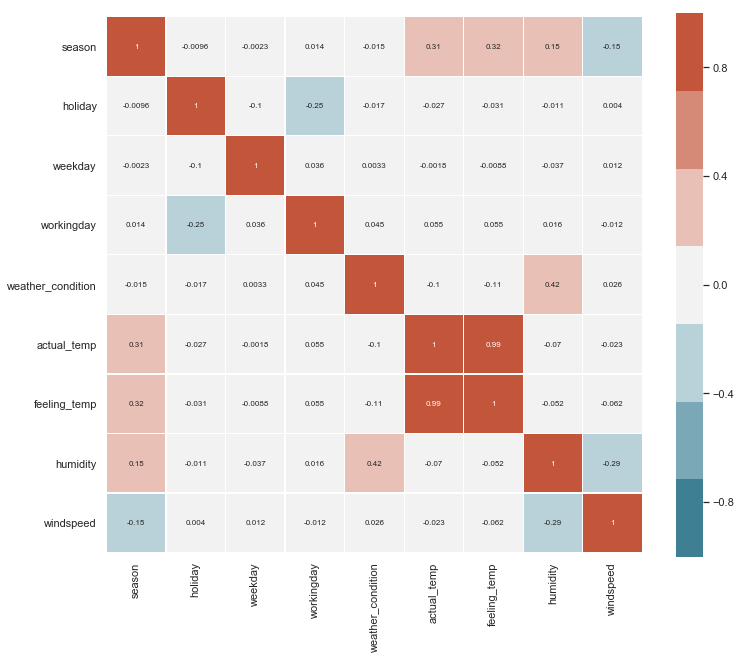 season 1 -0.0096 -0.0023 0.014 -0.015 0.31 0.32 0.15 -0.15
holiday -0.0096 1 -0.1 -0.25 -0.017 -0.027 -0.031 -0.011 0.004
weekday -0.0023 -0.1 1 0.036 0.0033 -0.0018 -0.0088 -0.037 0.012
workingday 0.014 -0.25 0.036 1 0.045 0.055 0.055 0.016 -0.012
weather_condition -0.015 -0.017 0.0033 0.045 1 -0.1 -0.11 0.42 0.026
actual_temp 0.31 -0.027 -0.0018 0.055 -0.1 1 0.99 -0.07 -0.023
feeling_temp 0.32 -0.031 -0.0088 0.055 -0.11 0.99 1 -0.052 -0.062
humidity 0.15 -0.011 -0.037 0.016 0.42 -0.07 -0.052 1 -0.29
windspeed -0.15 0.004 0.012 -0.012 0.026 -0.023 -0.062 -0.29 1
season
holiday
weekday
workingday
weather_condition
actual_temp
feeling_temp
humidity
windspeed
0.8
0.4
0.0
−0.4
−0.8